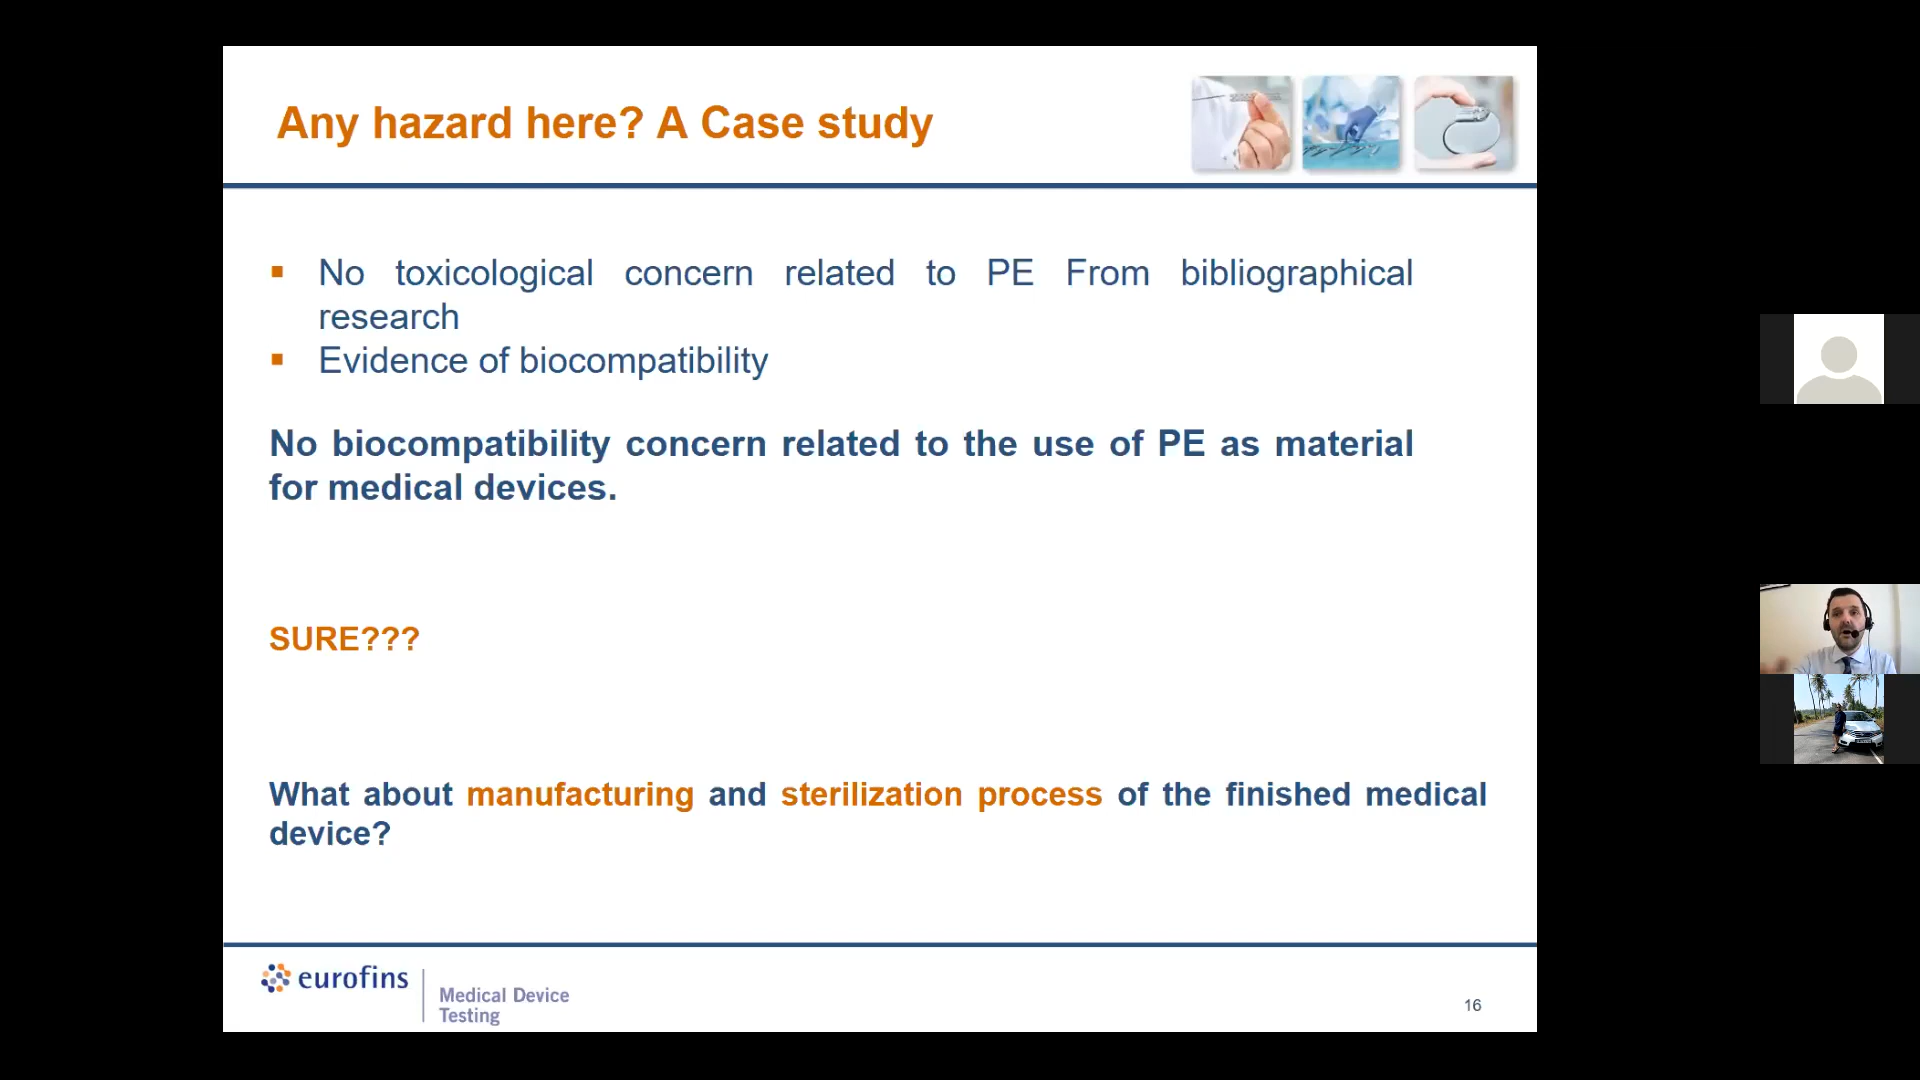 Any hazard here? A Case study
▪ No toxicological concern related to PE From bibliographical
research
▪ Evidence of biocompatibility
No biocompatibility concern related to the use of PE as material
for medical devices.
SURE???
What about manufacturing and sterilization process of the finished medical
device?
eurofins
Medical Device
Testing
16